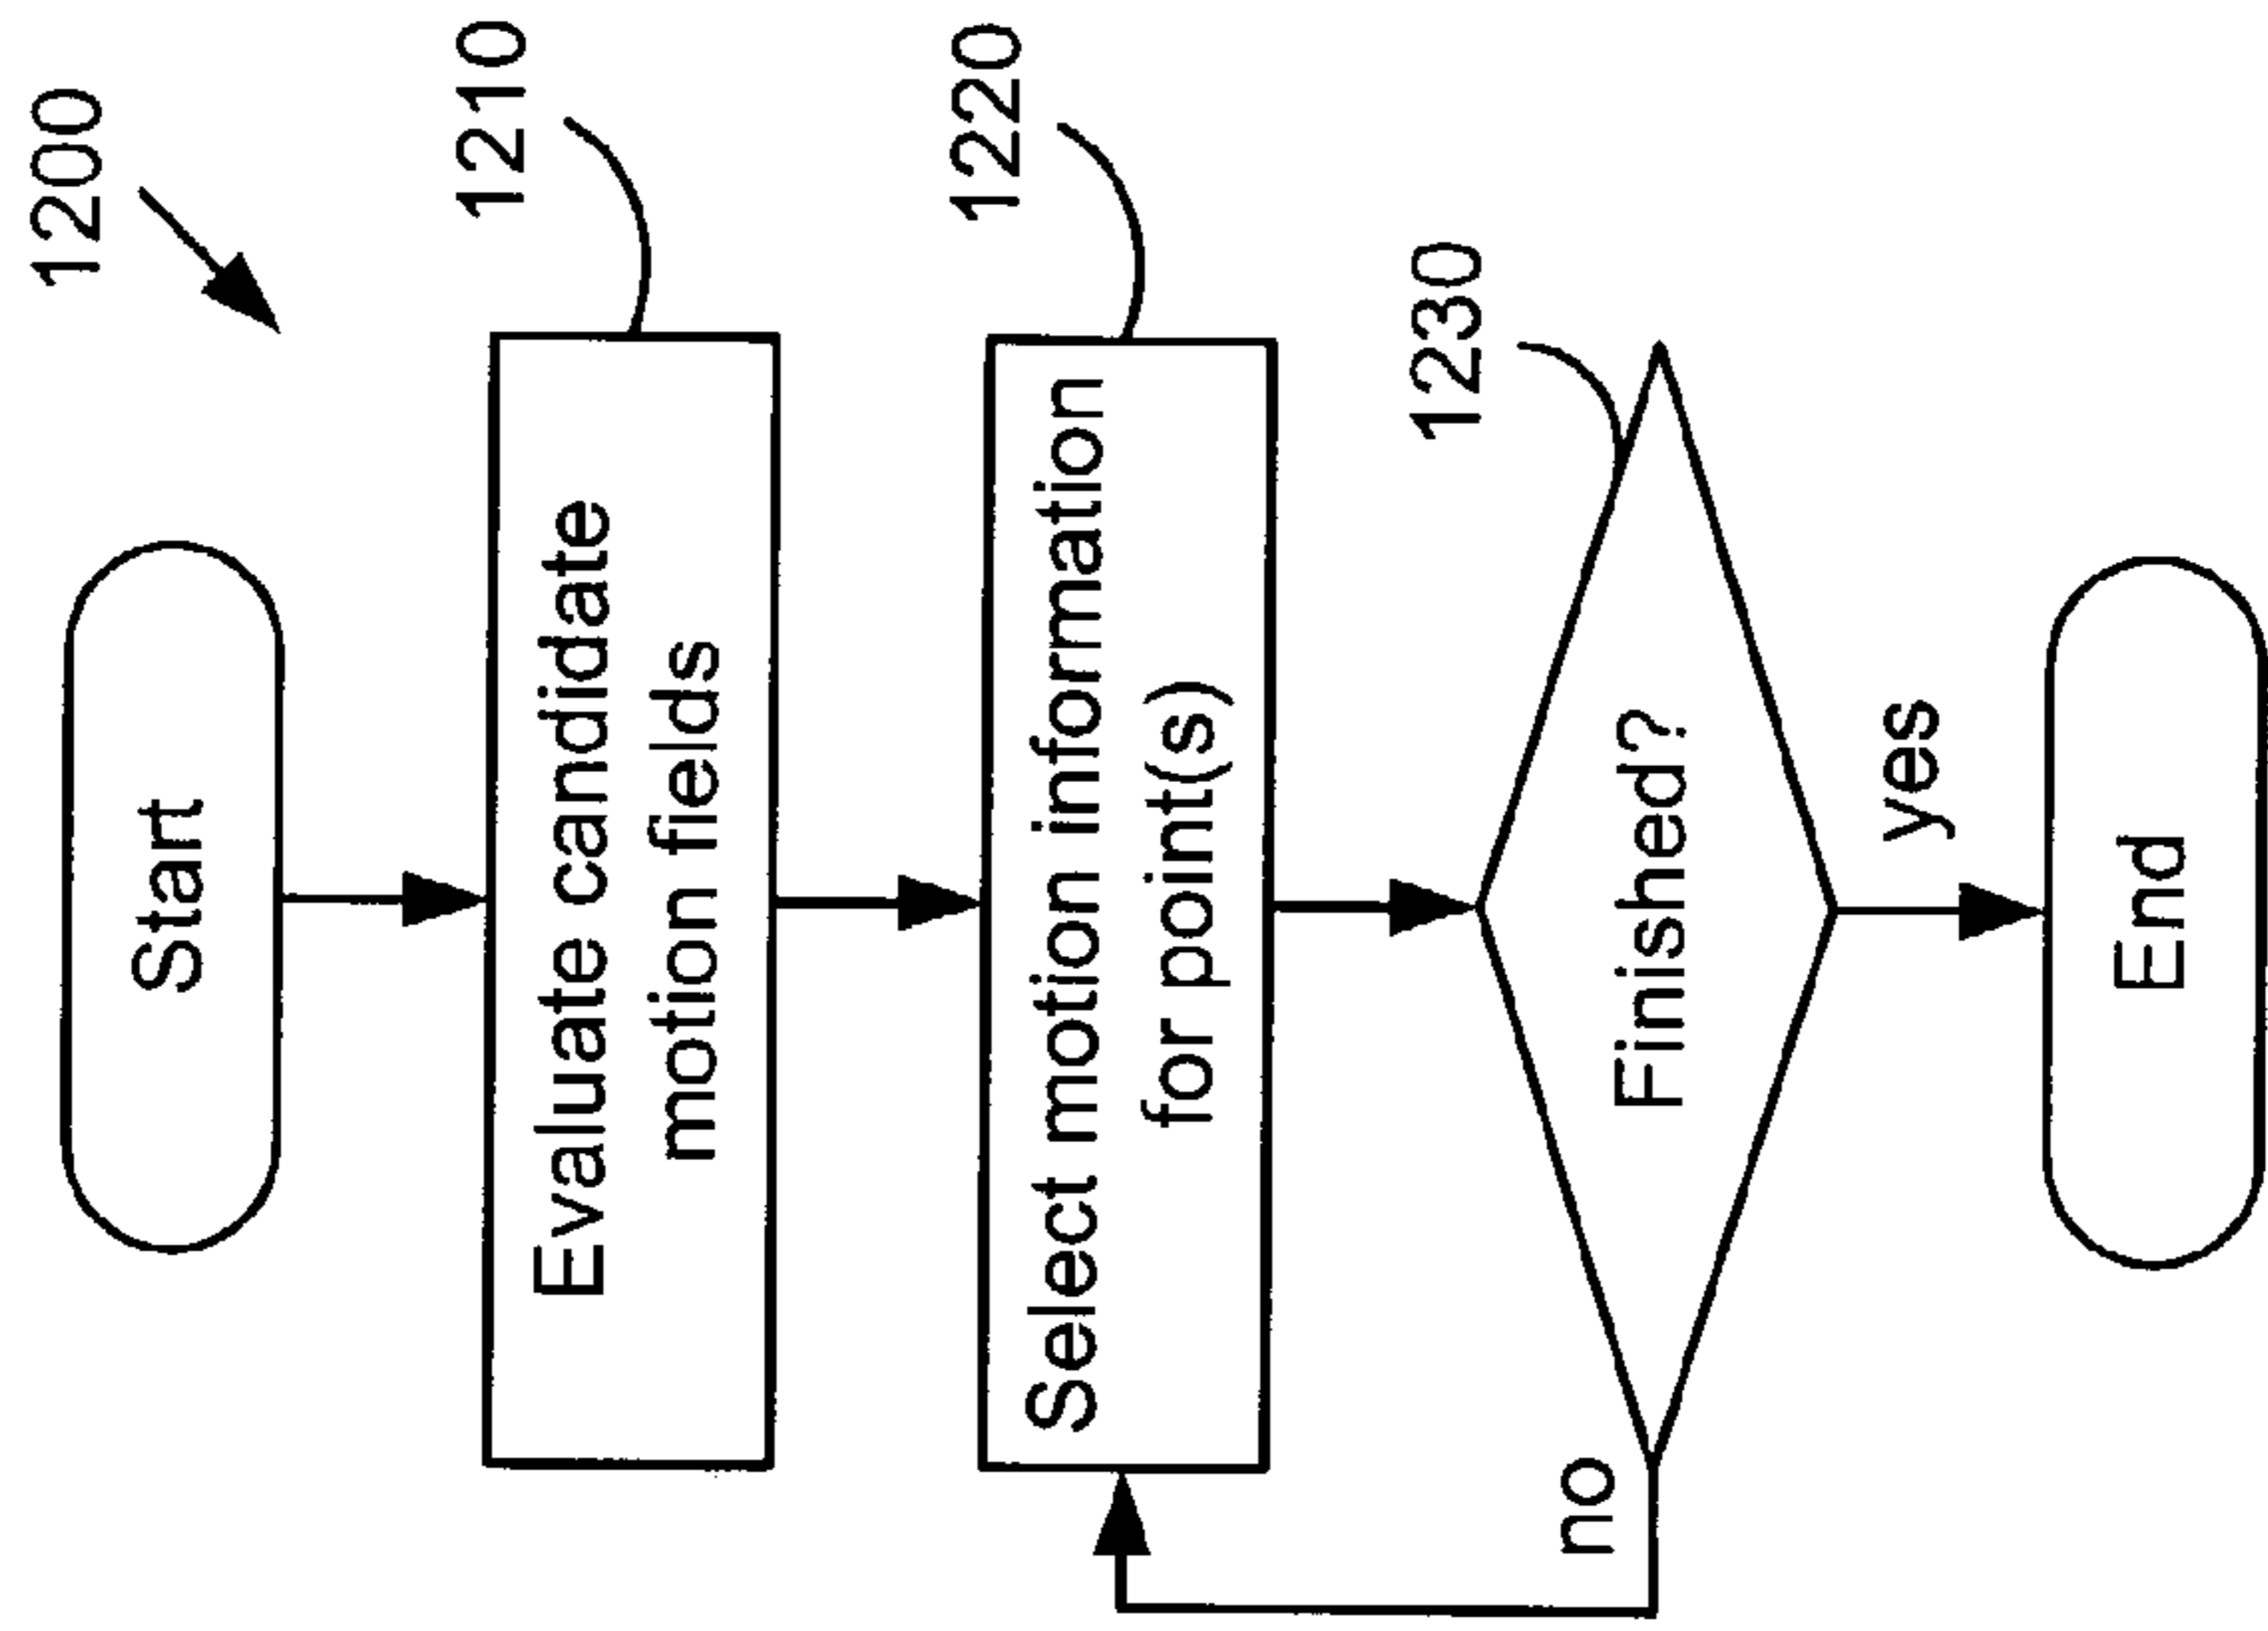 1200
Start
1210
Evaluate candidate
motion fields
1220
Select motion information
for point(s)
1230
Finished?
no
yes
End